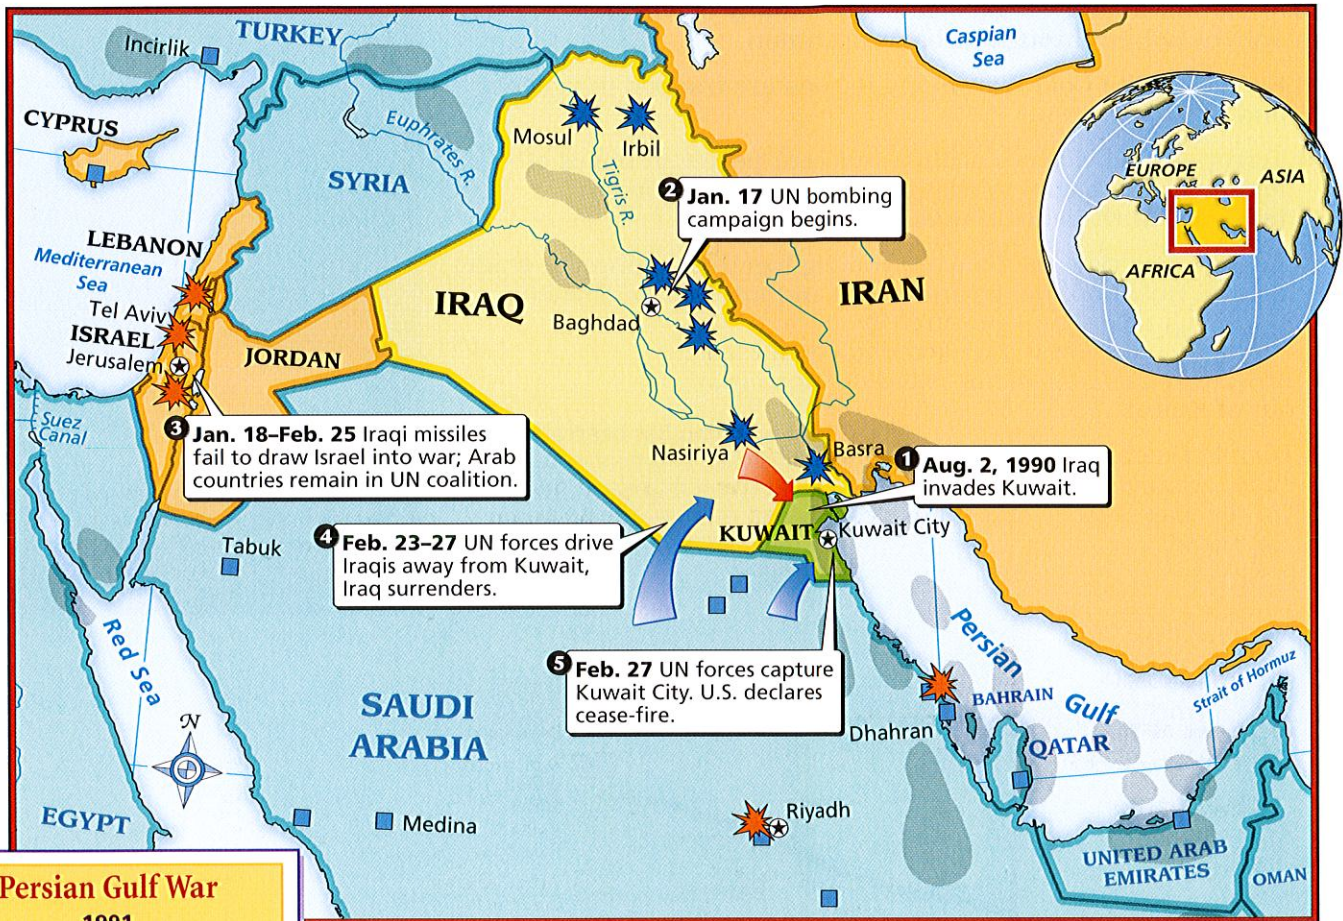 TURKEY
Incirlik
Caspian
Sea
CYPRUS
Euphrates R.
SYRIA
Mosul
Irbil
Tigris R.
EUROPE
ASIA
AFRICA
❷ Jan. 17 UN bombing
campaign begins.
LEBANON
Mediterranean
Sea
Tel Aviv
ISRAEL
Jerusalem
JORDAN
IRAQ
Baghdad
IRAN
Suez
Canal
❸ Jan. 18–Feb. 25 Iraqi missiles
fail to draw Israel into war; Arab
countries remain in UN coalition.
Nasiriya
Basra
❶ Aug. 2, 1990 Iraq
invades Kuwait.
KUWAIT
Kuwait City
Tabuk
❹ Feb. 23–27 UN forces drive
Iraqis away from Kuwait,
Iraq surrenders.
❺ Feb. 27 UN forces capture
Kuwait City. U.S. declares
cease-fire.
Red Sea
N
SAUDI
ARABIA
Persian Gulf
Strait of Hormuz
BAHRAIN
Dhahran
QATAR
EGYPT
Medina
Riyadh
UNITED ARAB
EMIRATES
OMAN
Persian Gulf War
1991